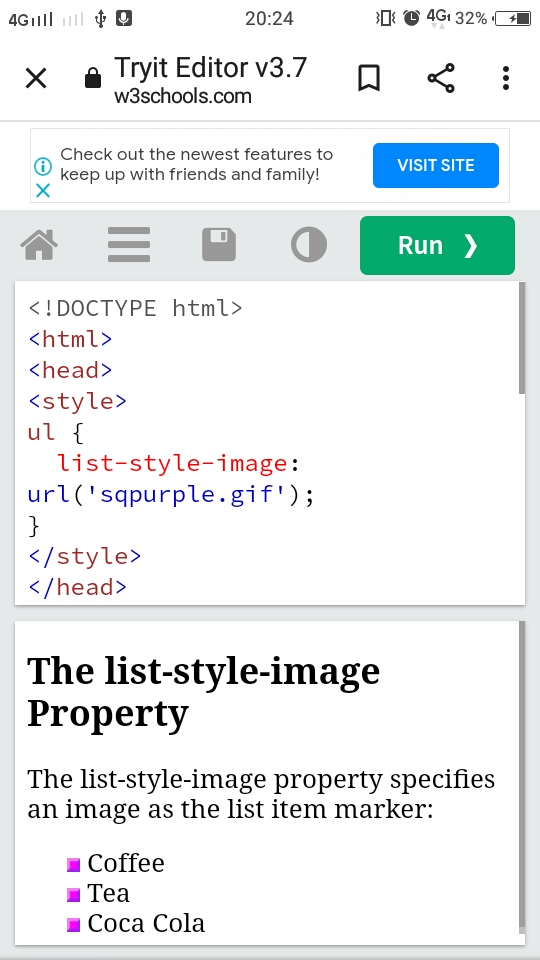 4G 20:24 4G 32%
Tryit Editor v3.7
w3schools.com
Check out the newest features to
keep up with friends and family!
VISIT SITE
Run ❯
<!DOCTYPE html>
<html>
<head>
<style>
ul {
  list-style-image:
url('sqpurple.gif');
}
</style>
</head>
The list-style-image
Property
The list-style-image property specifies
an image as the list item marker:
Coffee
Tea
Coca Cola